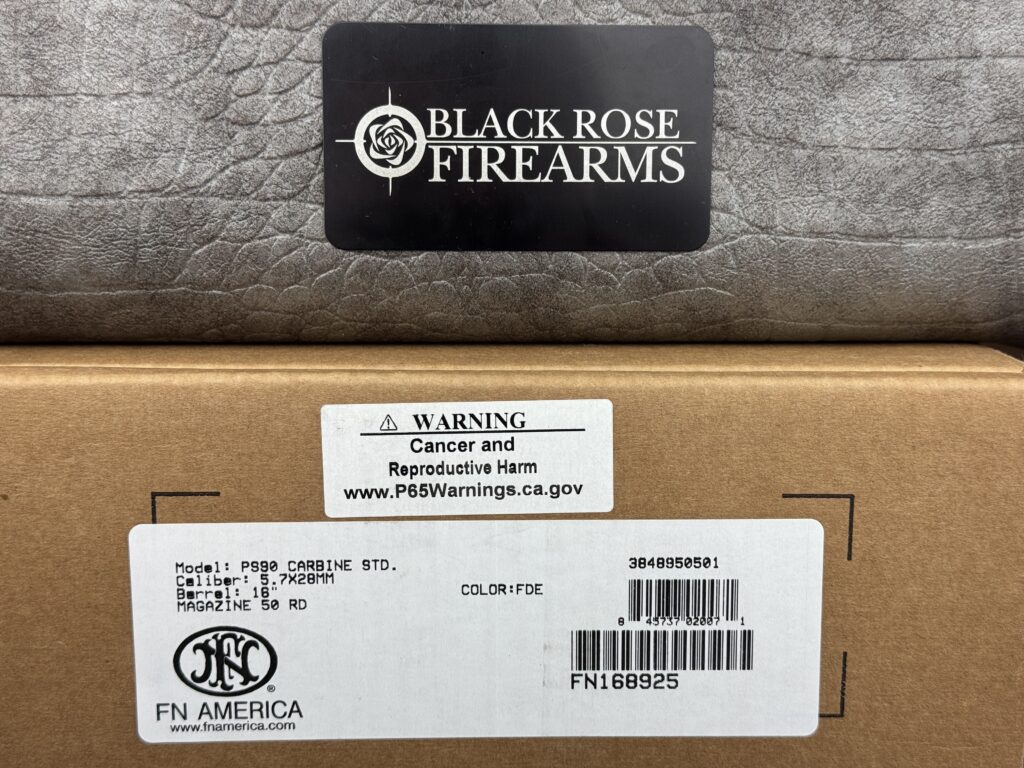 BLACK ROSE
FIREARMS
⚠ WARNING
Cancer and
Reproductive Harm
www.P65Warnings.ca.gov
Model: PS90 CARBINE STD.
Caliber: 5.7X28MM
Barrel: 16"
MAGAZINE 50 RD
COLOR:FDE
3848950501
8 45737 02007 1
FN168925
FN
®
FN AMERICA
www.fnamerica.com